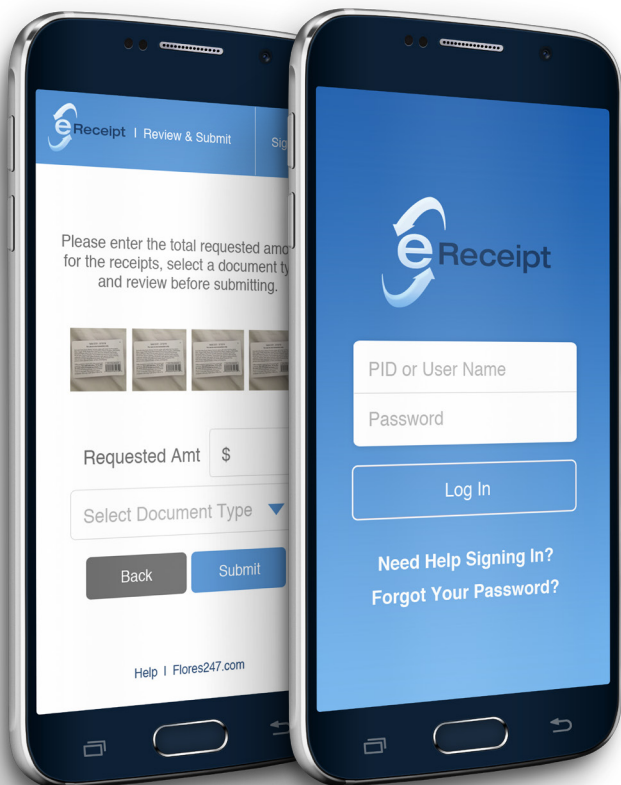 eReceipt | Review & Submit
Please enter the total requested
for the receipts, select a document
and review before submitting.
Requested Amt $
Select Document Type
Back Submit
Help | Flores247.com
eReceipt
PID or User Name
Password
Log In
Need Help Signing In?
Forgot Your Password?